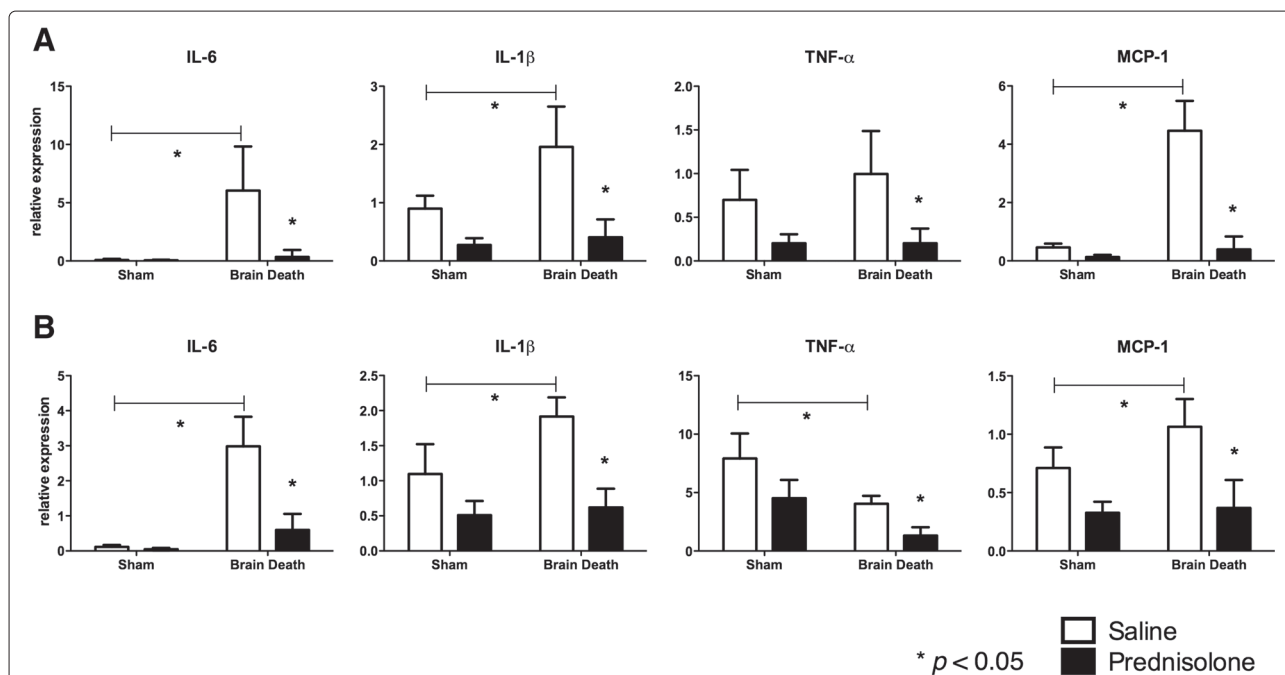 A
IL-6 IL-1β TNF-α MCP-1
relative expression
15 10 5 0
3 2 1 0
2.0 1.5 1.0 0.5 0.0
6 4 2 0
* * * * * * *
Sham Brain Death Sham Brain Death Sham Brain Death Sham Brain Death
B
IL-6 IL-1β TNF-α MCP-1
relative expression
5 4 3 2 1 0
2.5 2.0 1.5 1.0 0.5 0.0
15 10 5 0
1.5 1.0 0.5 0.0
* * * * * * * *
Sham Brain Death Sham Brain Death Sham Brain Death Sham Brain Death
Saline
* p < 0.05 Prednisolone